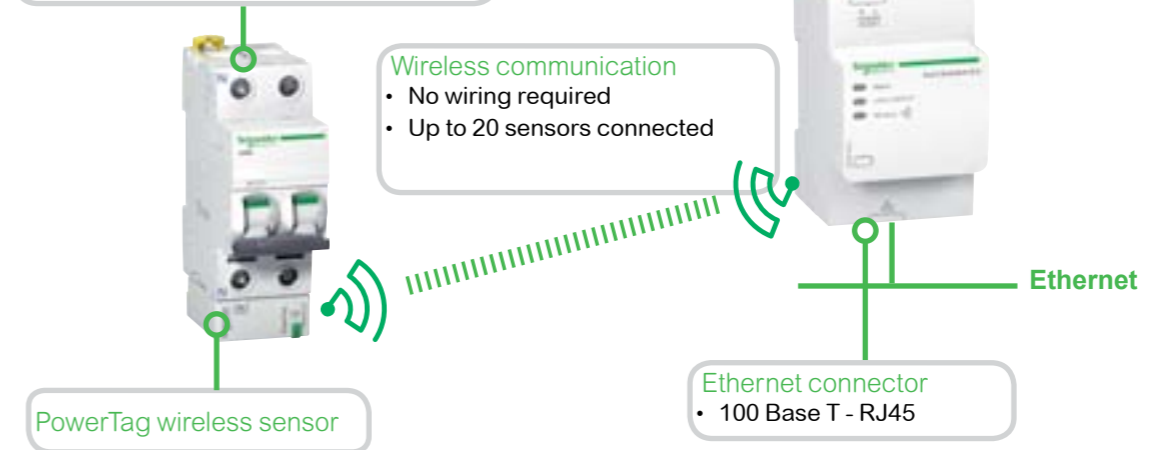 Wireless communication
• No wiring required
• Up to 20 sensors connected
Ethernet
PowerTag wireless sensor
Ethernet connector
• 100 Base T - RJ45